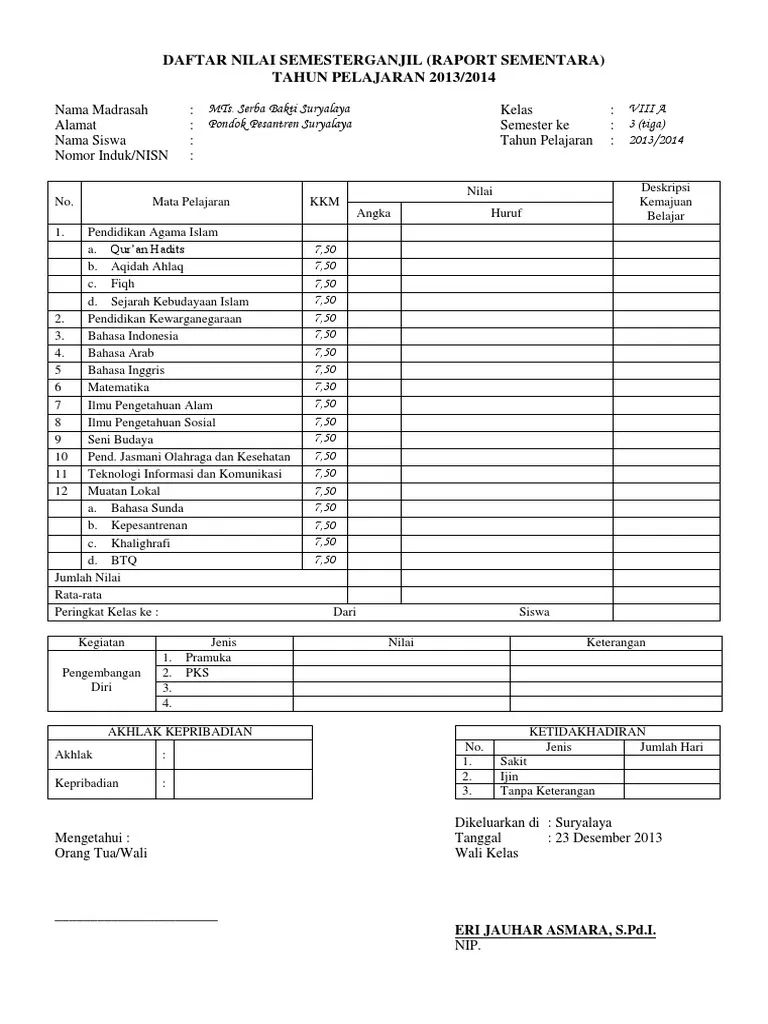 DAFTAR NILAI SEMESTERGANJIL (RAPORT SEMENTARA)
TAHUN PELAJARAN 2013/2014
Nama Madrasah : MTs. Serba Bakti Suryalaya Kelas : VIII A
Alamat : Pondok Pesantren Suryalaya Semester ke : 3 (tiga)
Nama Siswa : Tahun Pelajaran : 2013/2014
Nomor Induk/NISN :
No. Mata Pelajaran KKM Nilai Deskripsi Kemajuan Belajar
Angka Huruf
1. Pendidikan Agama Islam
a. Qur'an Hadits 7,50
b. Aqidah Ahlaq 7,50
c. Fiqh 7,50
d. Sejarah Kebudayaan Islam 7,50
2. Pendidikan Kewarganegaraan 7,50
3. Bahasa Indonesia 7,50
4. Bahasa Arab 7,50
5 Bahasa Inggris 7,50
6 Matematika 7,30
7 Ilmu Pengetahuan Alam 7,50
8 Ilmu Pengetahuan Sosial 7,50
9 Seni Budaya 7,50
10 Pend. Jasmani Olahraga dan Kesehatan 7,50
11 Teknologi Informasi dan Komunikasi 7,50
12 Muatan Lokal 7,50
a. Bahasa Sunda 7,50
b. Kepesantrenan 7,50
c. Khalighrafi 7,50
d. BTQ 7,50
Jumlah Nilai
Rata-rata
Peringkat Kelas ke : Dari Siswa
Kegiatan Jenis Nilai Keterangan
Pengembangan Diri
1. Pramuka
2. PKS
3.
4.
AKHLAK KEPRIBADIAN
Akhlak :
Kepribadian :
KETIDAKHADIRAN
No. Jenis Jumlah Hari
1. Sakit
2. Ijin
3. Tanpa Keterangan
Dikeluarkan di : Suryalaya
Mengetahui : Tanggal : 23 Desember 2013
Orang Tua/Wali Wali Kelas
ERI JAUHAR ASMARA, S.Pd.I.
NIP.